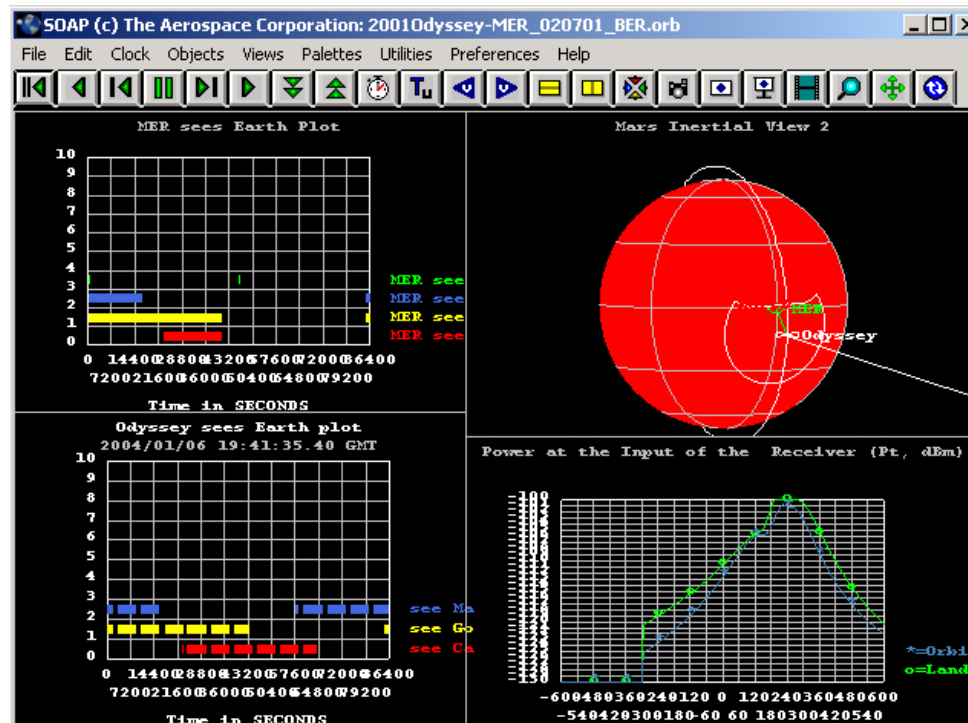 SOAP (c) The Aerospace Corporation: 2001Odyssey-MER_020701_BER.orb
File Edit Clock Objects Views Palettes Utilities Preferences Help
MER sees Earth Plot
10
9
8
7
6
5
4
3
2
1
0
MER see
MER see
MER see
MER see
0 14400 28800 43200 57600 72000 86400
7200 21600 36000 50400 64800 79200
Time in SECONDS
Mars Inertial View 2
MER
Odyssey
Odyssey sees Earth plot
2004/01/06 19:41:35.40 GMT
10
9
8
7
6
5
4
3
2
1
0
see Ma
see Go
see Ca
0 14400 28800 43200 57600 72000 86400
7200 21600 36000 50400 64800 79200
Time in SECONDS
Power at the Input of the Receiver (Pt, dBm)
-100
*=Orbi
o=Land
-600 -480 -360 -240 -120 0 120 240 360 480 600
-540 -420 -300 -180 -60 60 180 300 420 540